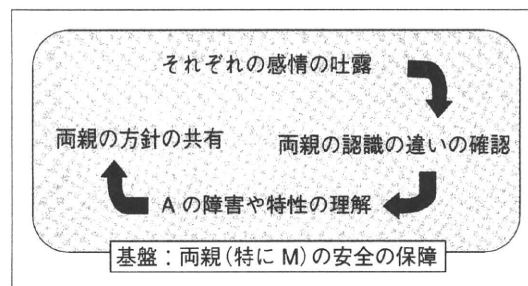 それぞれの感情の吐露
両親の方針の共有
両親の認識の違いの確認
Aの障害や特性の理解
基盤:両親(特にM)の安全の保障